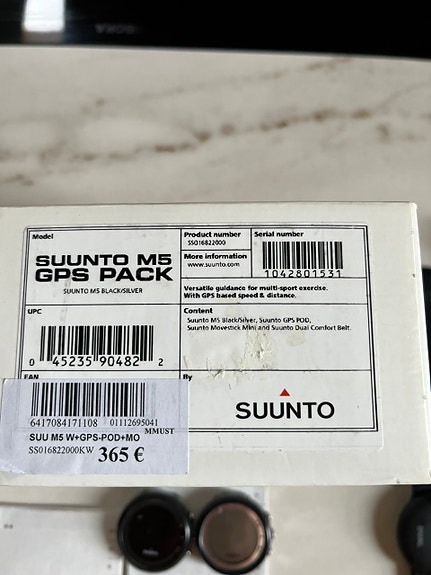 Model
SUUNTO M5
GPS PACK
SUUNTO M5 BLACK/SILVER
Product number
SS016822000
Serial number
1042801531
More information
www.suunto.com
Versatile guidance for multi-sport exercise.
With GPS based speed & distance.
UPC
0 45235 90482 2
Content
Suunto M5 Black/Silver, Suunto GPS POD,
Suunto Movestick Mini and Suunto Dual Comfort Belt.
EAN
By
SUUNTO
6417084171108 01112695041
MMUST
SUU M5 W+GPS-POD+MO
SS016822000KW 365 €